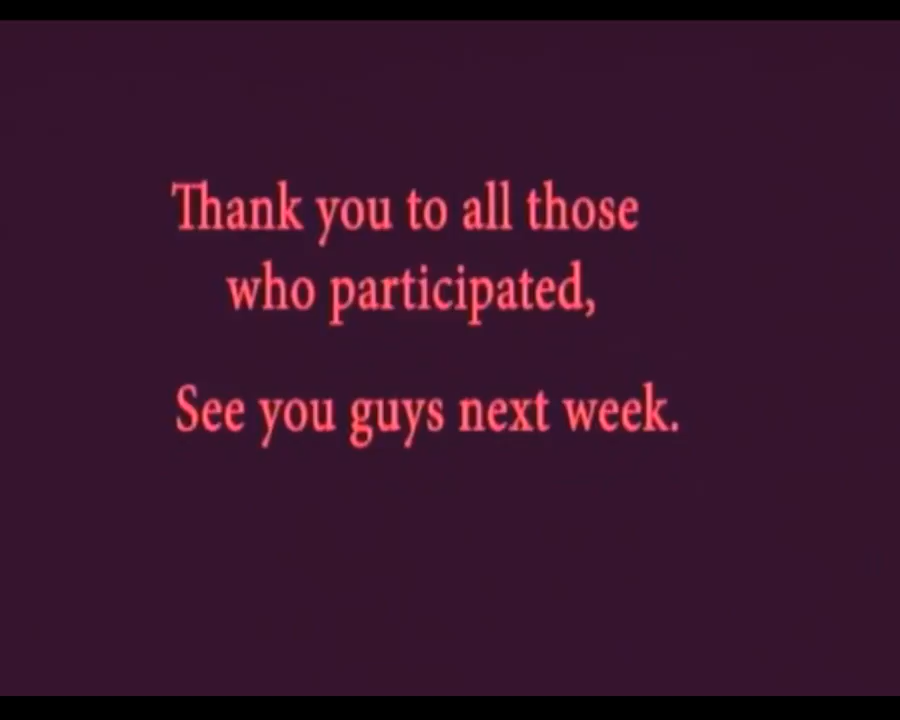 Thank you to all those
who participated,
See you guys next week.